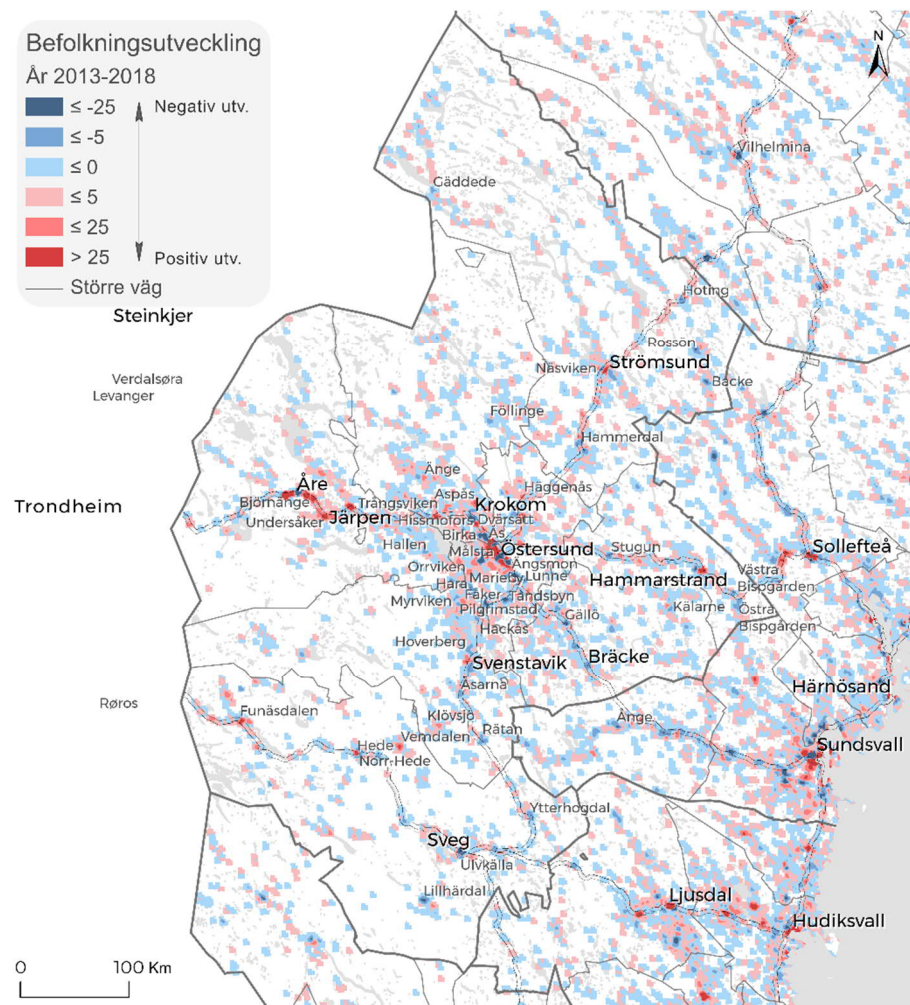 Befolkningsutveckling
År 2013-2018
≤ -25
Negativ utv.
≤ -5
≤ 0
≤ 5
≤ 25
> 25
Positiv utv.
Större väg
N
Vilhelmina
Gäddede
Hoting
Steinkjer
Rossön
Strömsund
Näsviken
Backe
Verdalsøra
Levanger
Föllinge
Hammerdal
Änge
Häggenås
Åre
Aspås
Björnänge
Trångsviken
Krokom
Trondheim
Järpen
Undersåker
Hissmofors
Dvärsätt
Birka
Ås
Hallen
Målsta
Östersund
Stugun
Sollefteå
Orrviken
Ängsmon
Marieby
Lunne
Hammarstrand
Västra
Bispgården
Hara
Myrviken
Fåker
Tandsbyn
Kälarne
Östra
Bispgården
Pilgrimstad
Gällö
Hackås
Hoverberg
Bräcke
Svenstavik
Åsarna
Härnösand
Røros
Funäsdalen
Klövsjö
Ånge
Vemdalen
Rätan
Sundsvall
Hede
Norr-Hede
Ytterhogdal
Sveg
Ulvkälla
Lillhärdal
Ljusdal
Hudiksvall
0
100 Km